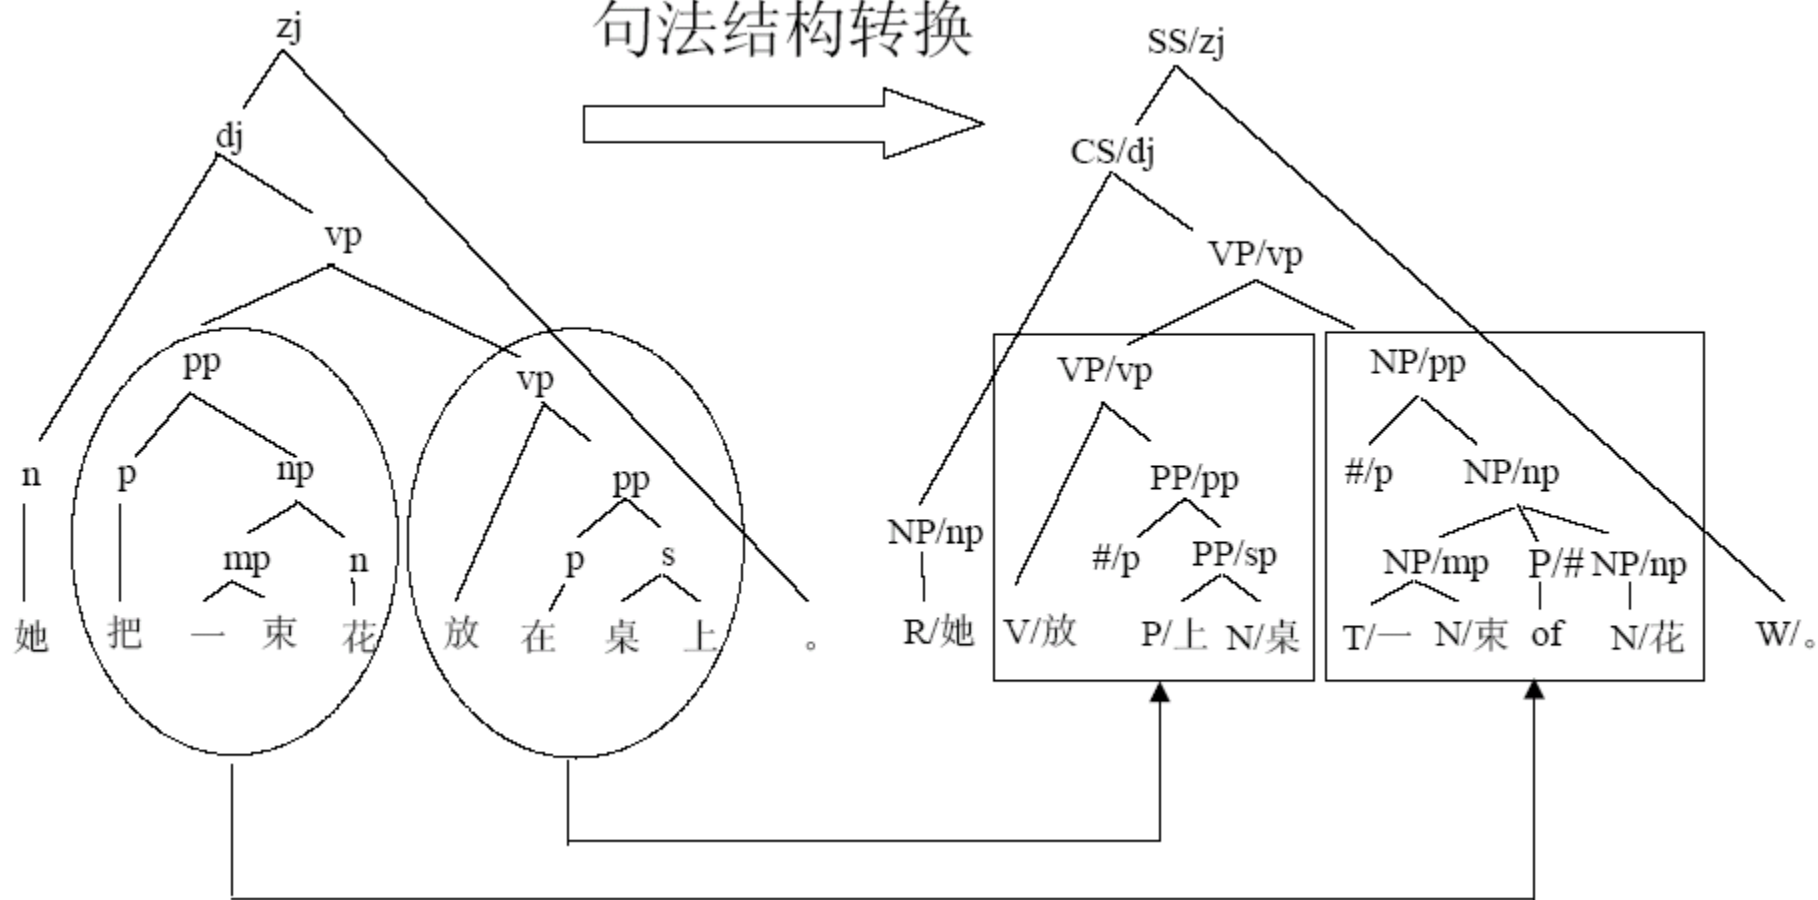 句法结构转换
zj SS/zj
dj CS/dj
vp VP/vp
pp vp VP/vp NP/pp
n p np pp PP/pp #/p NP/np
mp n p s NP/np #/p PP/sp NP/mp P/# NP/np
她 把 一 束 花 放 在 桌 上 。 R/她 V/放 P/上 N/桌 T/一 N/束 of N/花 W/。